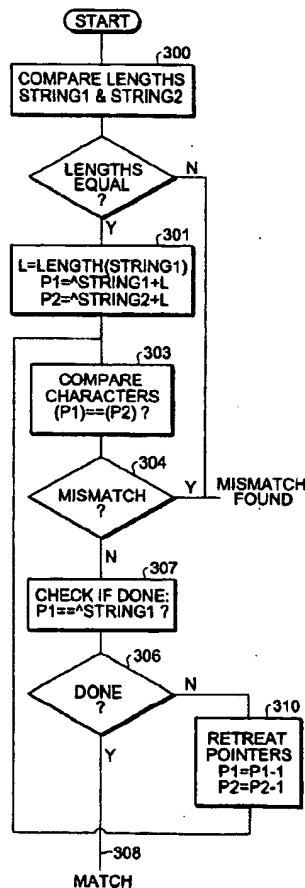 START
300
COMPARE LENGTHS
STRING1 & STRING2
LENGTHS
EQUAL
?
N
Y
301
L=LENGTH(STRING1)
P1=^STRING1+L
P2=^STRING2+L
303
COMPARE
CHARACTERS
(P1)==(P2) ?
304
MISMATCH
?
Y
MISMATCH
FOUND
N
307
CHECK IF DONE:
P1==^STRING1 ?
306
DONE
?
N
310
RETREAT
POINTERS
P1=P1-1
P2=P2-1
Y
308
MATCH